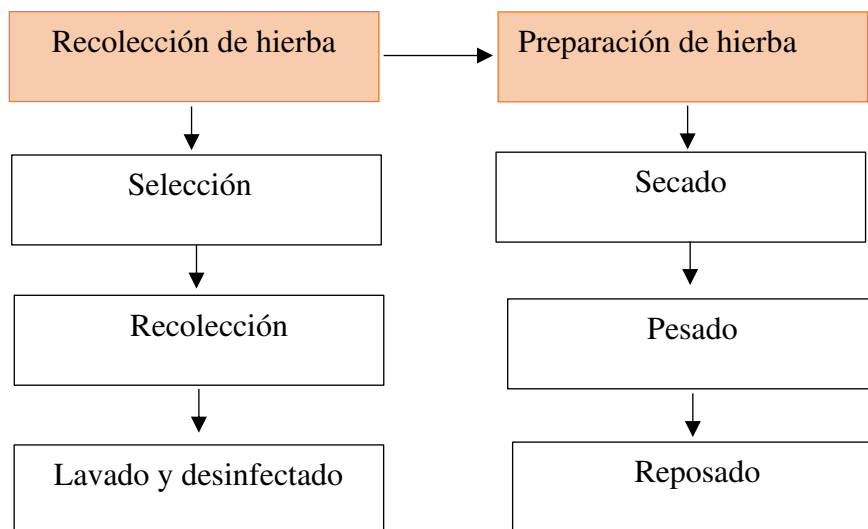 Recolección de hierba
Preparación de hierba
Selección
Secado
Recolección
Pesado
Lavado y desinfectado
Reposado